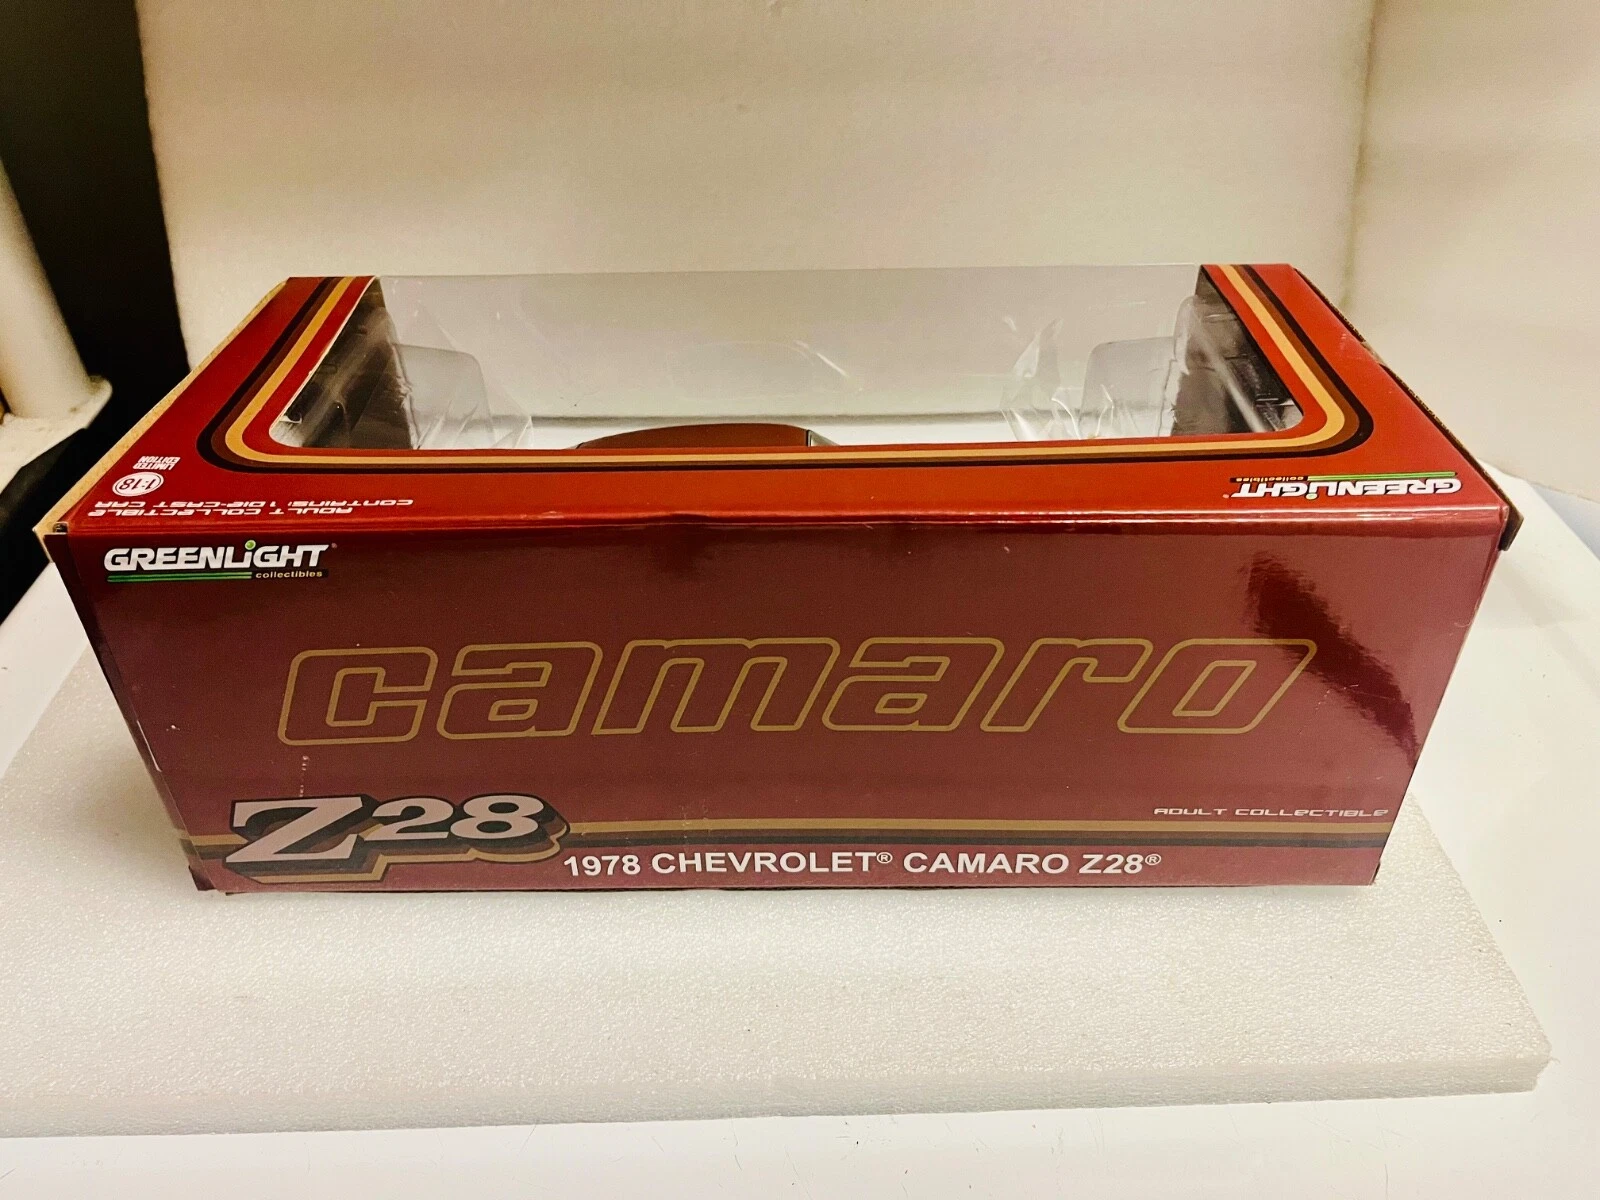 LIMITED
EDITION
1:18
ADULT COLLECTIBLE
CONTAINS: 1 DIE-CAST CAR
GREENLiGHT
collectibles
GREENLiGHT®
collectibles
camaro
Z28
ADULT COLLECTIBLE
1978 CHEVROLET® CAMARO Z28®